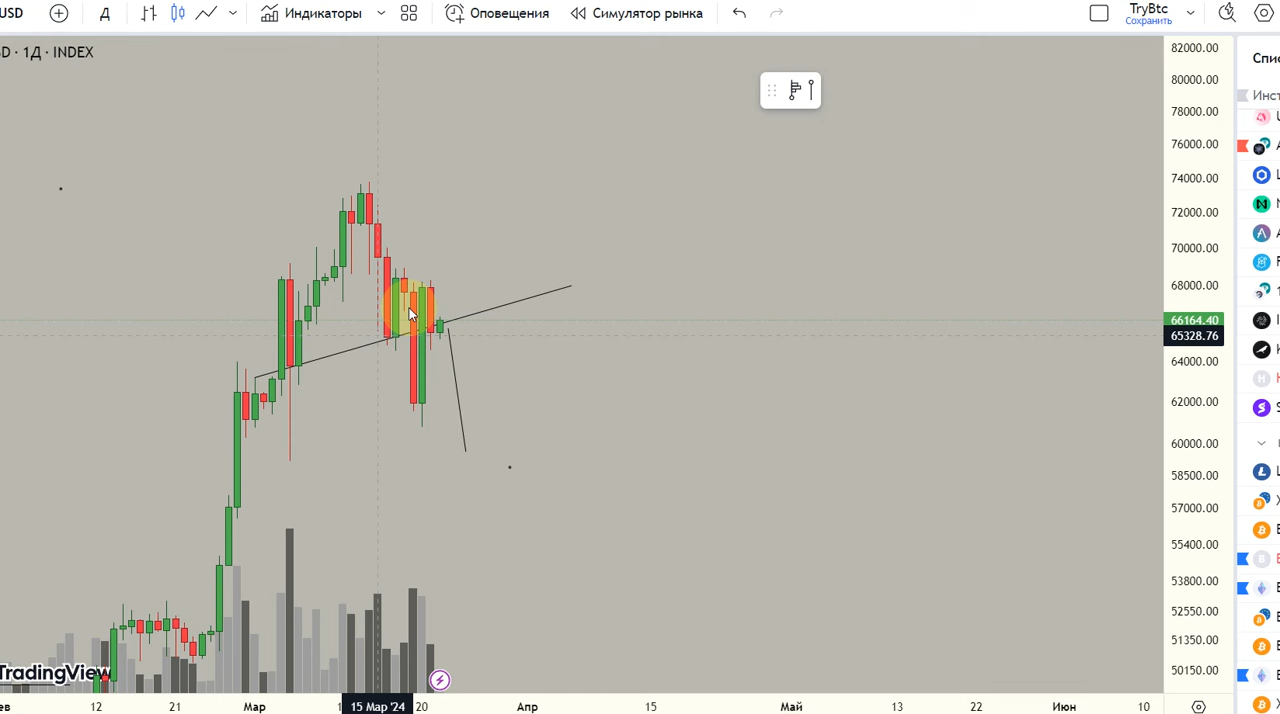 USD
Д
Индикаторы
Оповещения
Симулятор рынка
TryBtc
Сохранить
D · 1Д · INDEX
82000.00
80000.00
78000.00
76000.00
74000.00
72000.00
70000.00
68000.00
66164.40
65328.76
64000.00
62000.00
60000.00
58500.00
57000.00
55400.00
53800.00
52550.00
51350.00
50150.00
Спис
Инст
TradingView
ев
12
21
Мар
15 Мар '24
20
Апр
15
Май
13
22
Июн
10